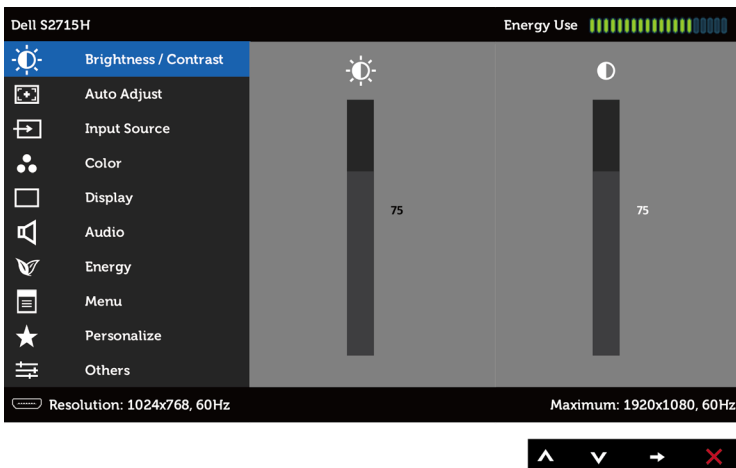 Dell S2715H
Energy Use
Brightness / Contrast
Auto Adjust
Input Source
Color
Display
Audio
Energy
Menu
Personalize
Others
75
75
Resolution: 1024x768, 60Hz
Maximum: 1920x1080, 60Hz